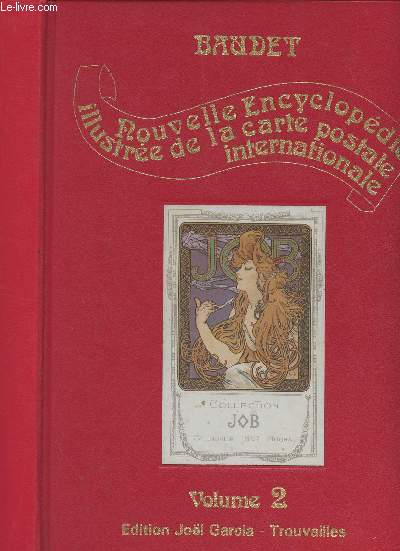 © Le-livre.com
BAUDET
Nouvelle Encyclopédie
illustrée de la carte postale
internationale
JOB
COLLECTION
JOB
Volume 2
Edition Joël Garcia - Trouvailles